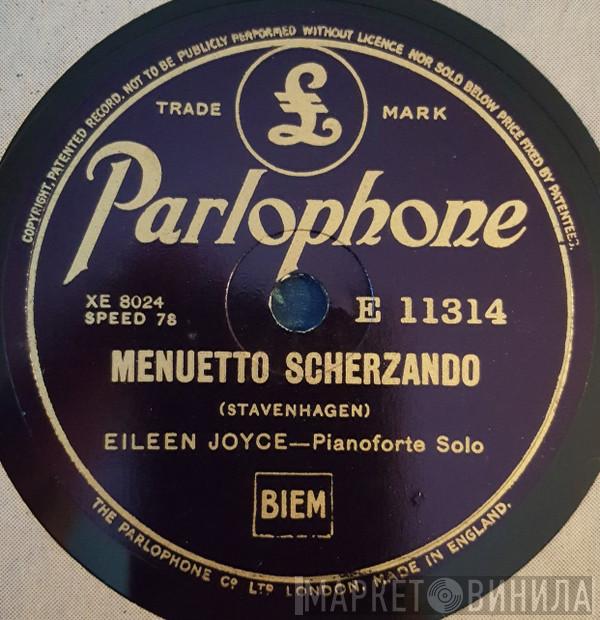 COPYRIGHT, PATENTED RECORD, NOT TO BE PUBLICLY PERFORMED WITHOUT LICENCE NOR SOLD BELOW PRICE FIXED BY PATENTEES.
TRADE £ MARK
Parlophone
XE 8024
SPEED 78
E 11314
MENUETTO SCHERZANDO
(STAVENHAGEN)
EILEEN JOYCE—Pianoforte Solo
BIEM
THE PARLOPHONE Cº LTD LONDON, MADE IN ENGLAND.
МАРКЕТ ВИНИЛА